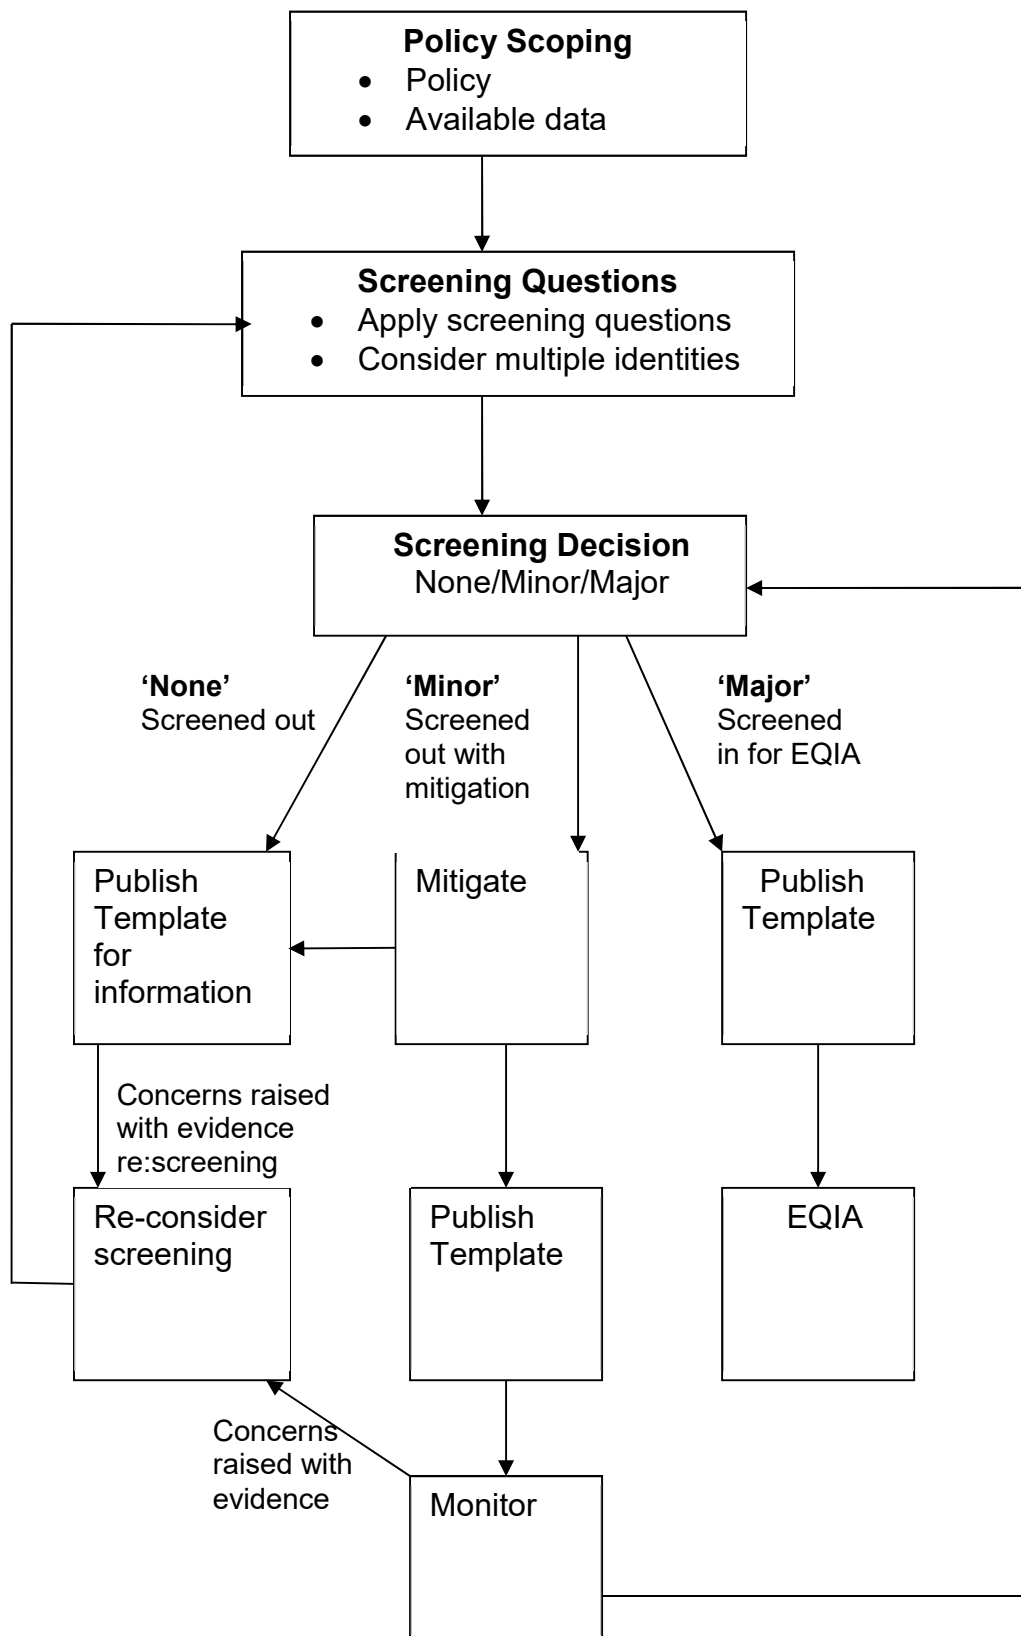 Policy Scoping
• Policy
• Available data
Screening Questions
• Apply screening questions
• Consider multiple identities
Screening Decision
None/Minor/Major
‘None’
Screened out
‘Minor’
Screened
out with
mitigation
‘Major’
Screened
in for EQIA
Publish
Template
for
information
Mitigate
Publish
Template
Concerns raised
with evidence
re:screening
Re-consider
screening
Publish
Template
EQIA
Concerns
raised with
evidence
Monitor